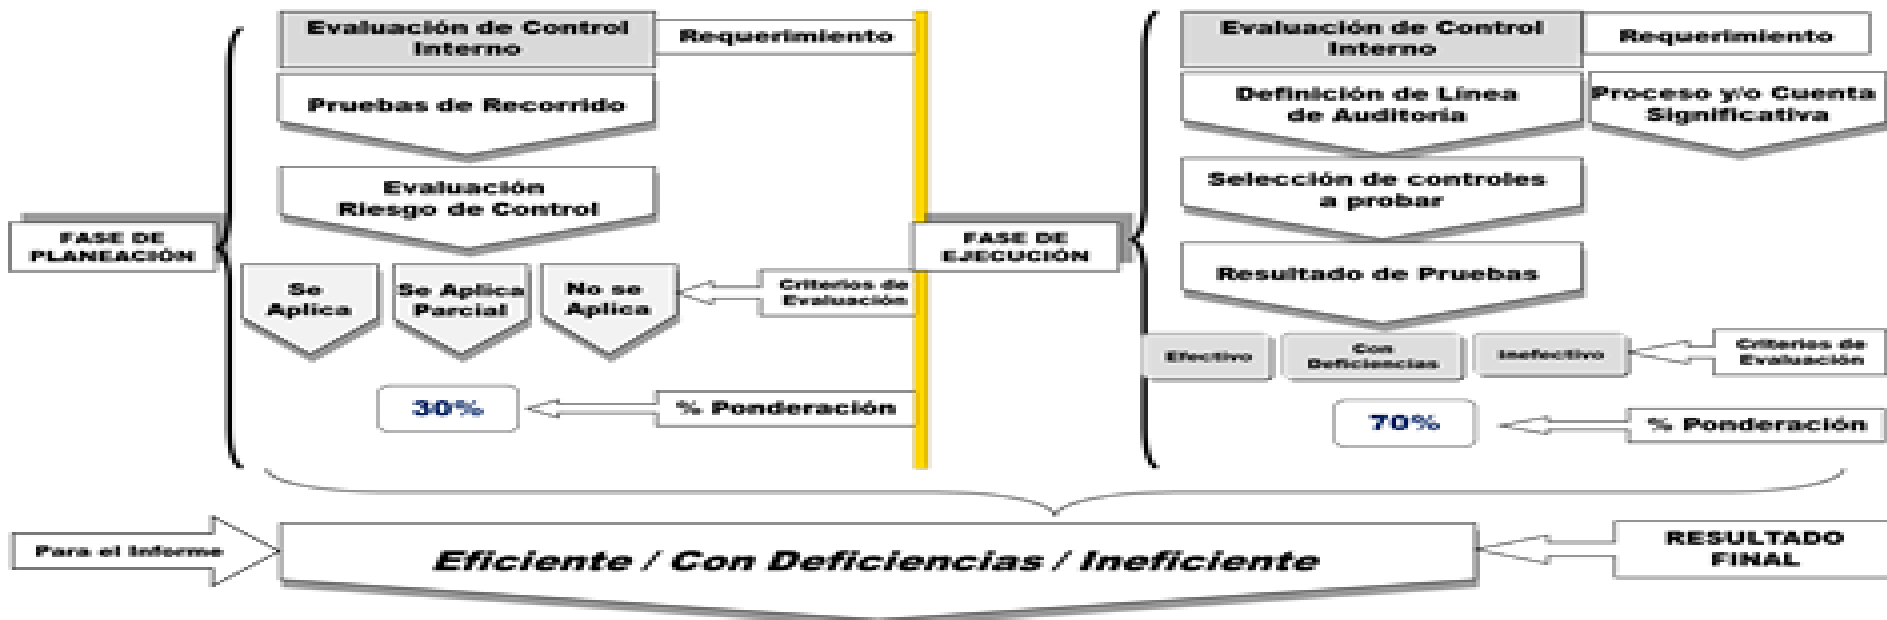 Evaluación de Control
Interno
Requerimiento
Pruebas de Recorrido
Evaluación
Riesgo de Control
FASE DE
PLANEACIÓN
Se
Aplica
Se Aplica
Parcial
No se
Aplica
Criterios de
Evaluación
30%
% Ponderación
Evaluación de Control
Interno
Requerimiento
Definición de Línea
de Auditoria
Proceso y/o Cuenta
Significativa
Selección de controles
a probar
FASE DE
EJECUCIÓN
Resultado de Pruebas
Efectivo
Con
Deficiencias
Inefectivo
Criterios de
Evaluación
70%
% Ponderación
Para el Informe
Eficiente / Con Deficiencias / Ineficiente
RESULTADO
FINAL